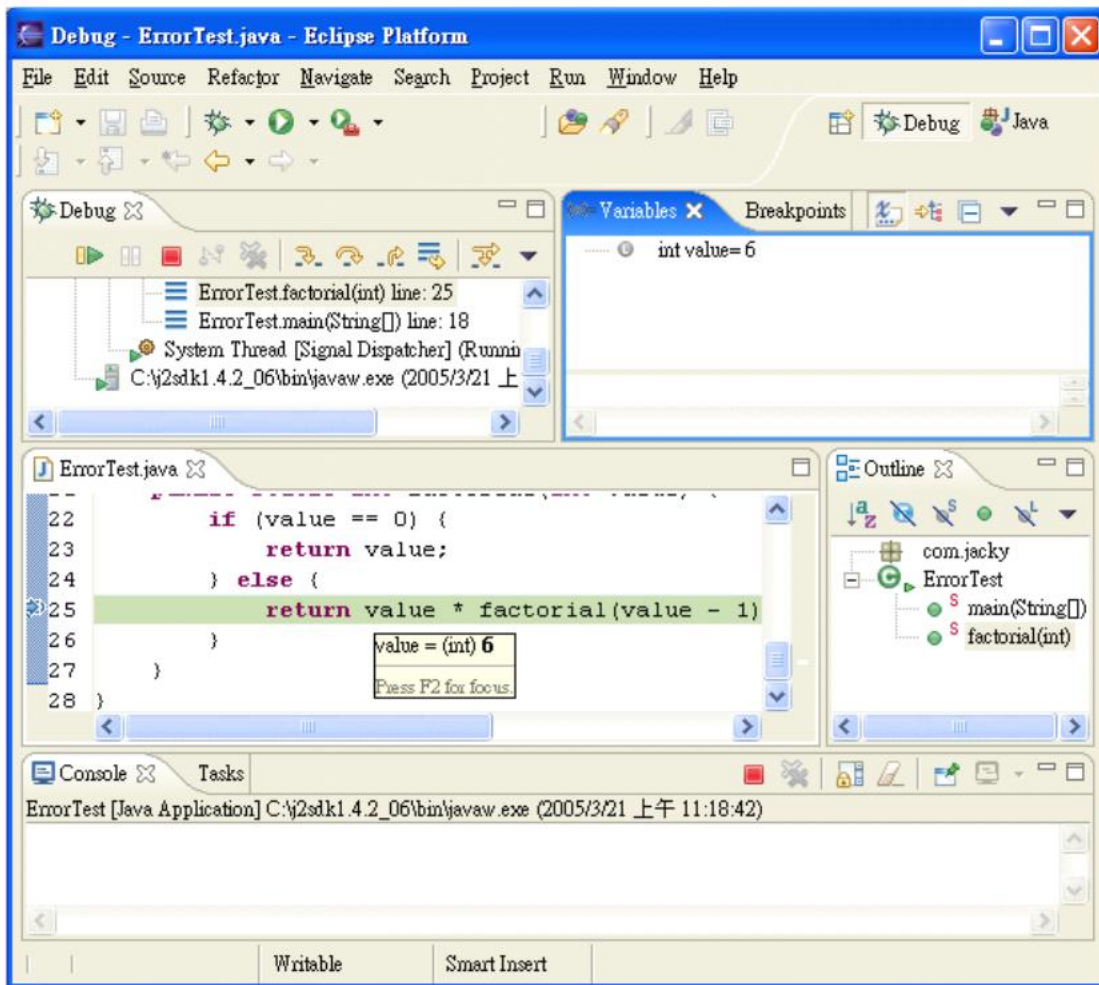 Debug - ErrorTest.java - Eclipse Platform
File Edit Source Refactor Navigate Search Project Run Window Help
Debug Java
Debug
Variables Breakpoints
int value= 6
ErrorTest.factorial(int) line: 25
ErrorTest.main(String[]) line: 18
System Thread [Signal Dispatcher] (Runnin
C:\j2sdk1.4.2_06\bin\javaw.exe (2005/3/21 上
ErrorTest.java
Outline
22 if (value == 0) {
23 return value;
24 } else {
25 return value * factorial(value - 1)
26 }
27 }
28 }
value = (int) 6
Press F2 for focus.
com.jacky
ErrorTest
main(String[])
factorial(int)
Console Tasks
ErrorTest [Java Application] C:\j2sdk1.4.2_06\bin\javaw.exe (2005/3/21 上午 11:18:42)
Writable Smart Insert